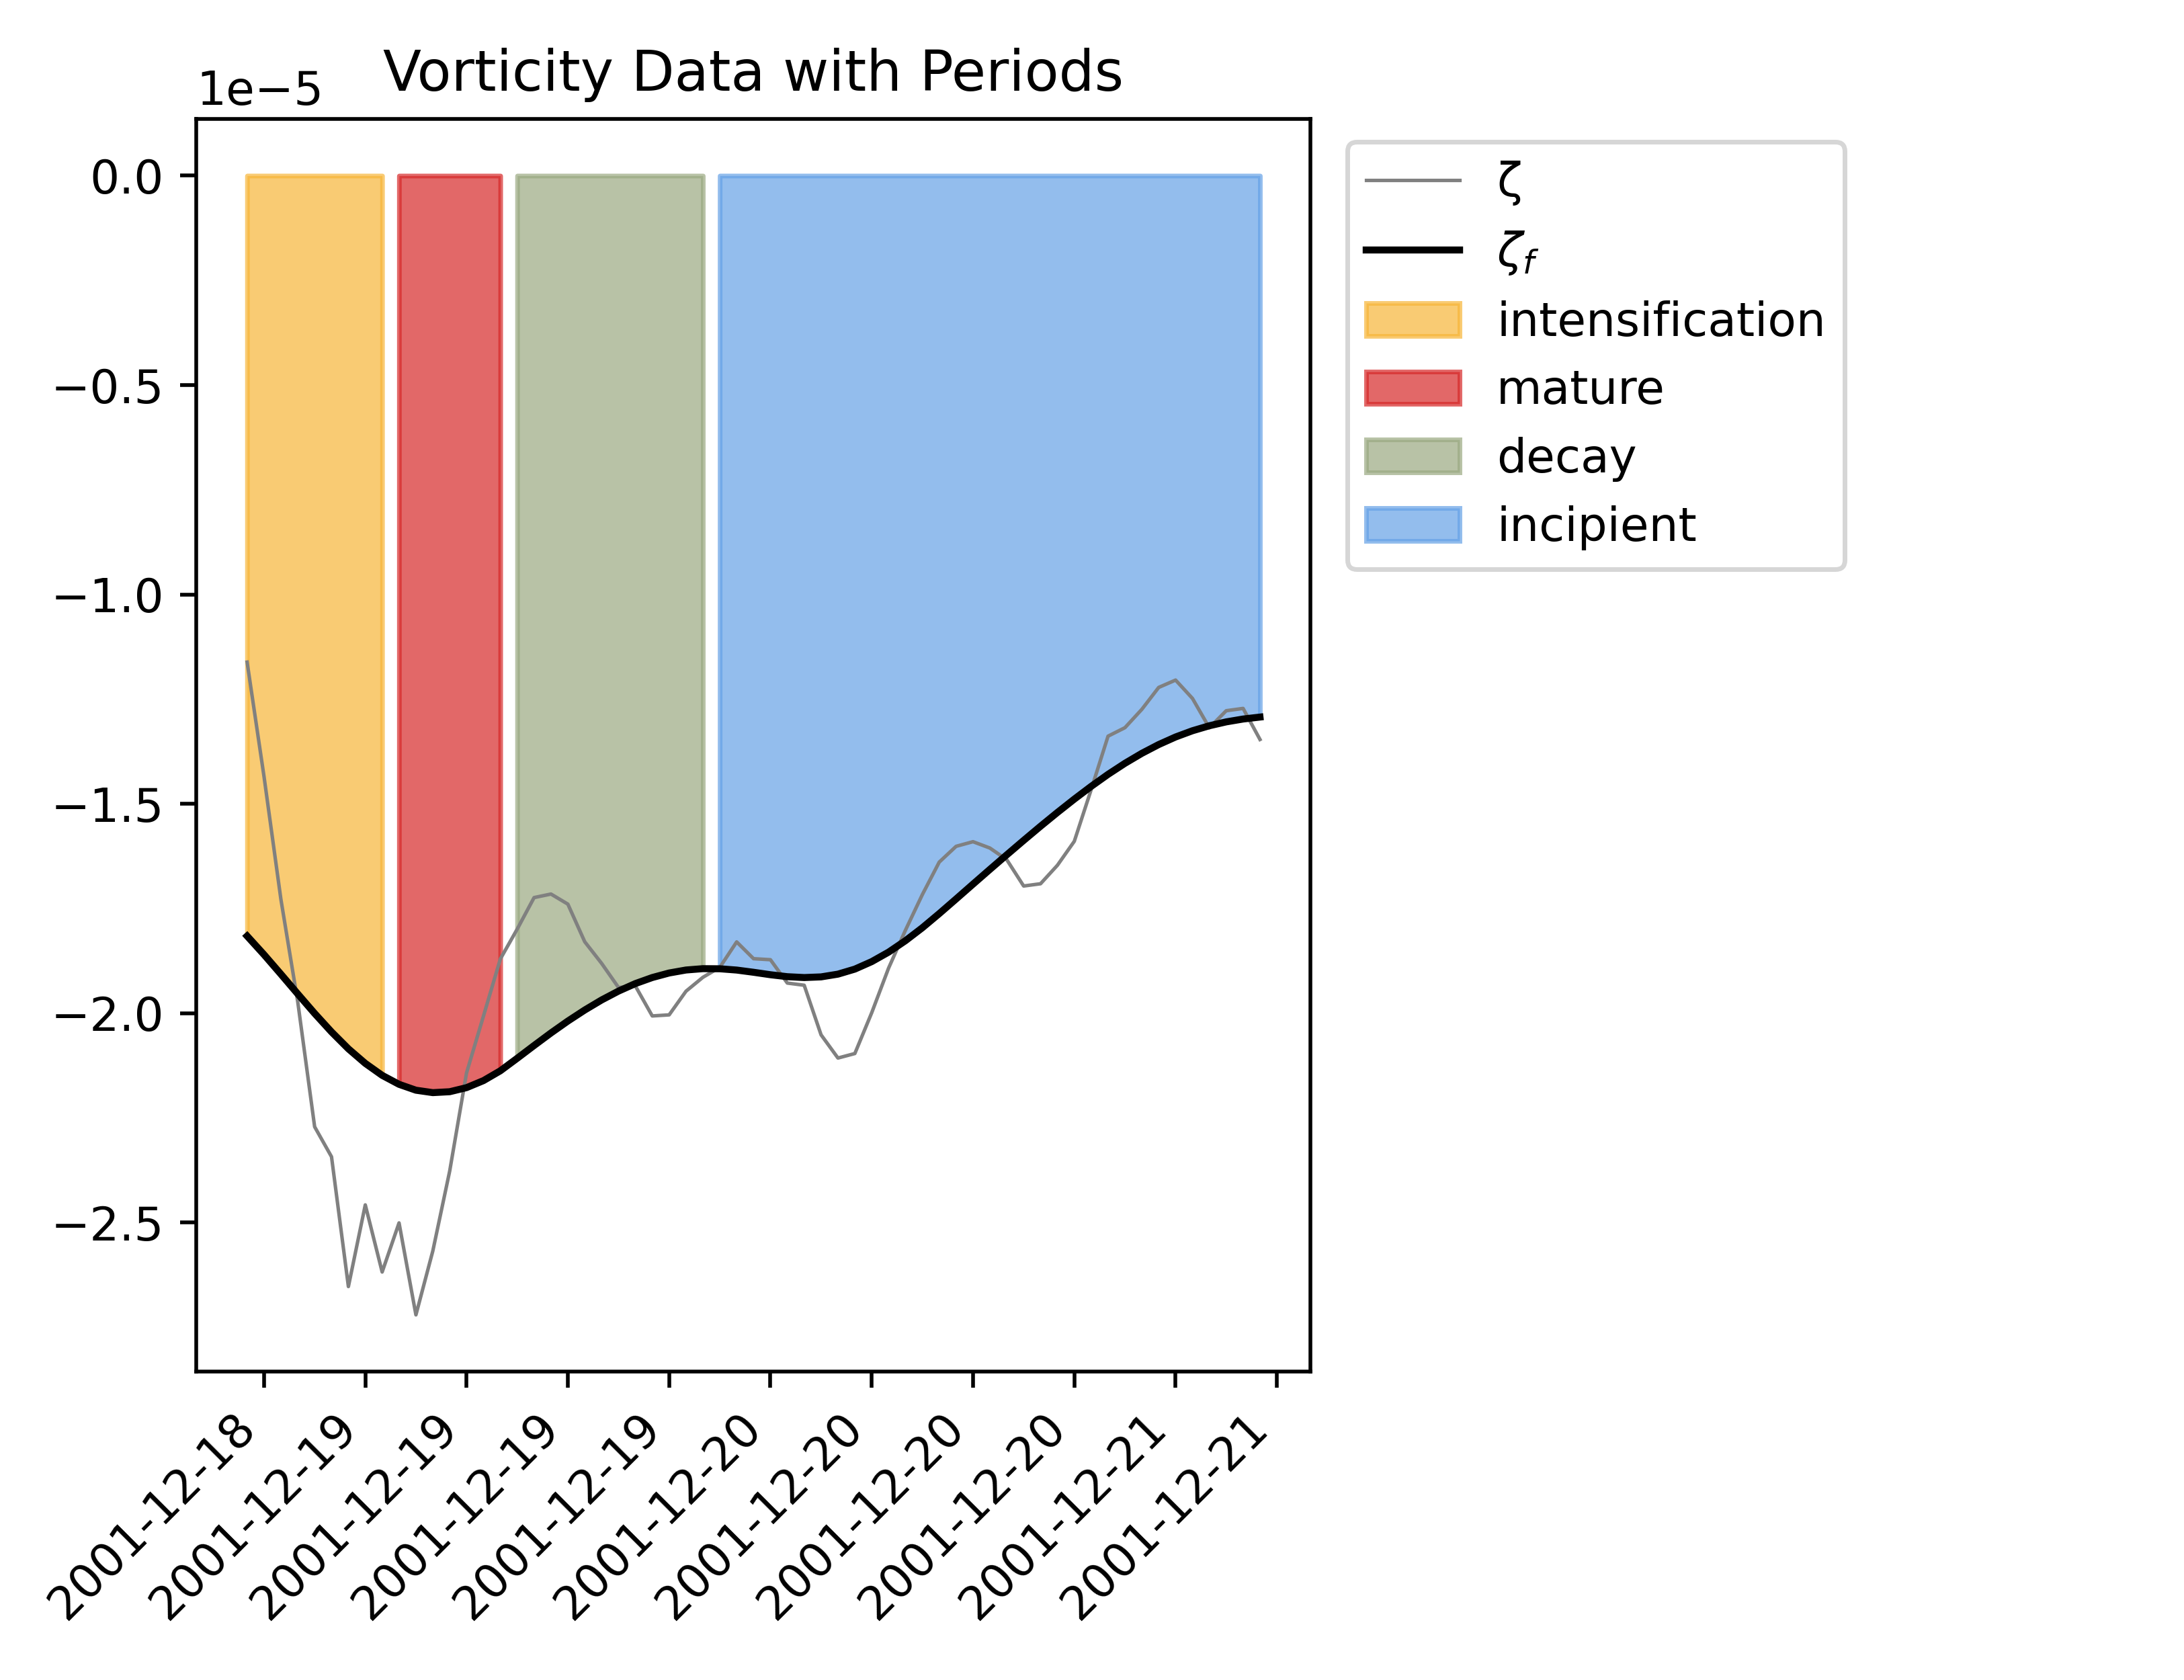 Vorticity Data with Periods
1e−5
0.0
−0.5
−1.0
−1.5
−2.0
−2.5
2001-12-18
2001-12-19
2001-12-19
2001-12-19
2001-12-19
2001-12-20
2001-12-20
2001-12-20
2001-12-20
2001-12-21
2001-12-21
ζ
ζf
intensification
mature
decay
incipient